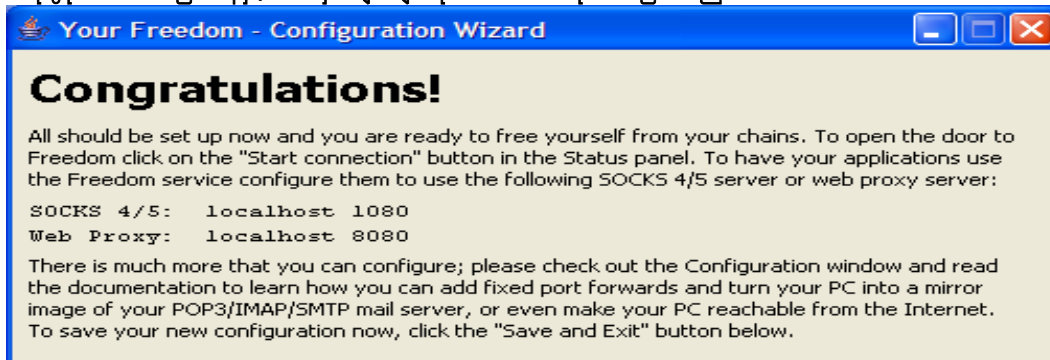 Your Freedom - Configuration Wizard
Congratulations!
All should be set up now and you are ready to free yourself from your chains. To open the door to
Freedom click on the "Start connection" button in the Status panel. To have your applications use
the Freedom service configure them to use the following SOCKS 4/5 server or web proxy server:
SOCKS 4/5: localhost 1080
Web Proxy: localhost 8080
There is much more that you can configure; please check out the Configuration window and read
the documentation to learn how you can add fixed port forwards and turn your PC into a mirror
image of your POP3/IMAP/SMTP mail server, or even make your PC reachable from the Internet.
To save your new configuration now, click the "Save and Exit" button below.